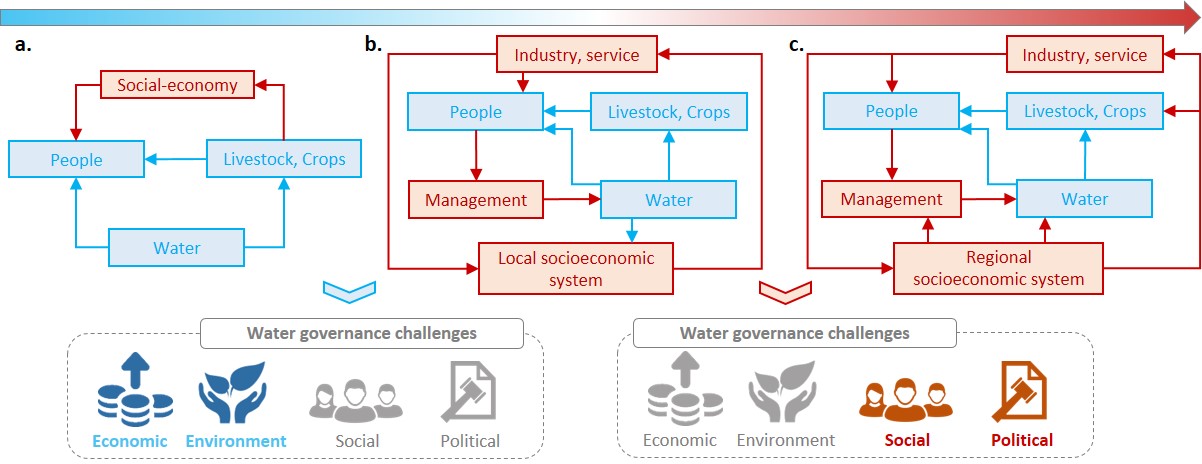 a.
Social-economy
People
Livestock, Crops
Water
b.
Industry, service
People
Livestock, Crops
Management
Water
Local socioeconomic
system
c.
Industry, service
People
Livestock, Crops
Management
Water
Regional
socioeconomic system
Water governance challenges
Economic
Environment
Social
Political
Water governance challenges
Economic
Environment
Social
Political